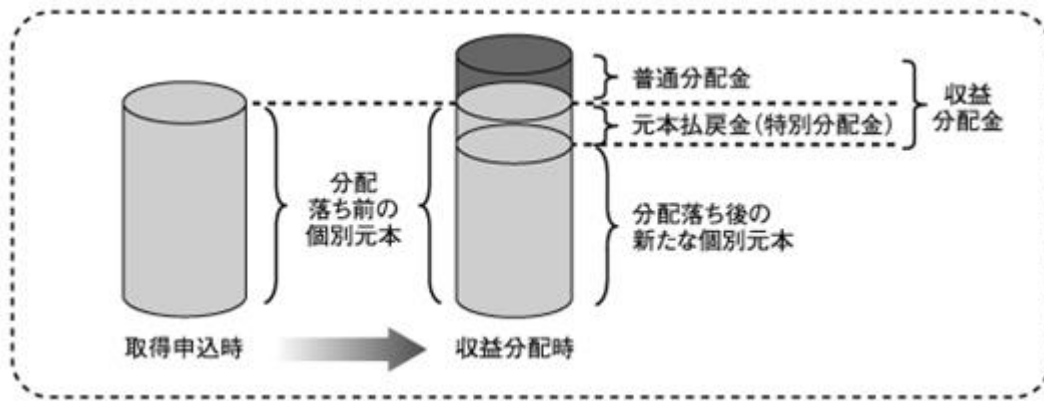 普通分配金
元本払戻金(特別分配金)
収益
分配金
分配
落ち前の
個別元本
分配落ち後の
新たな個別元本
取得申込時
収益分配時